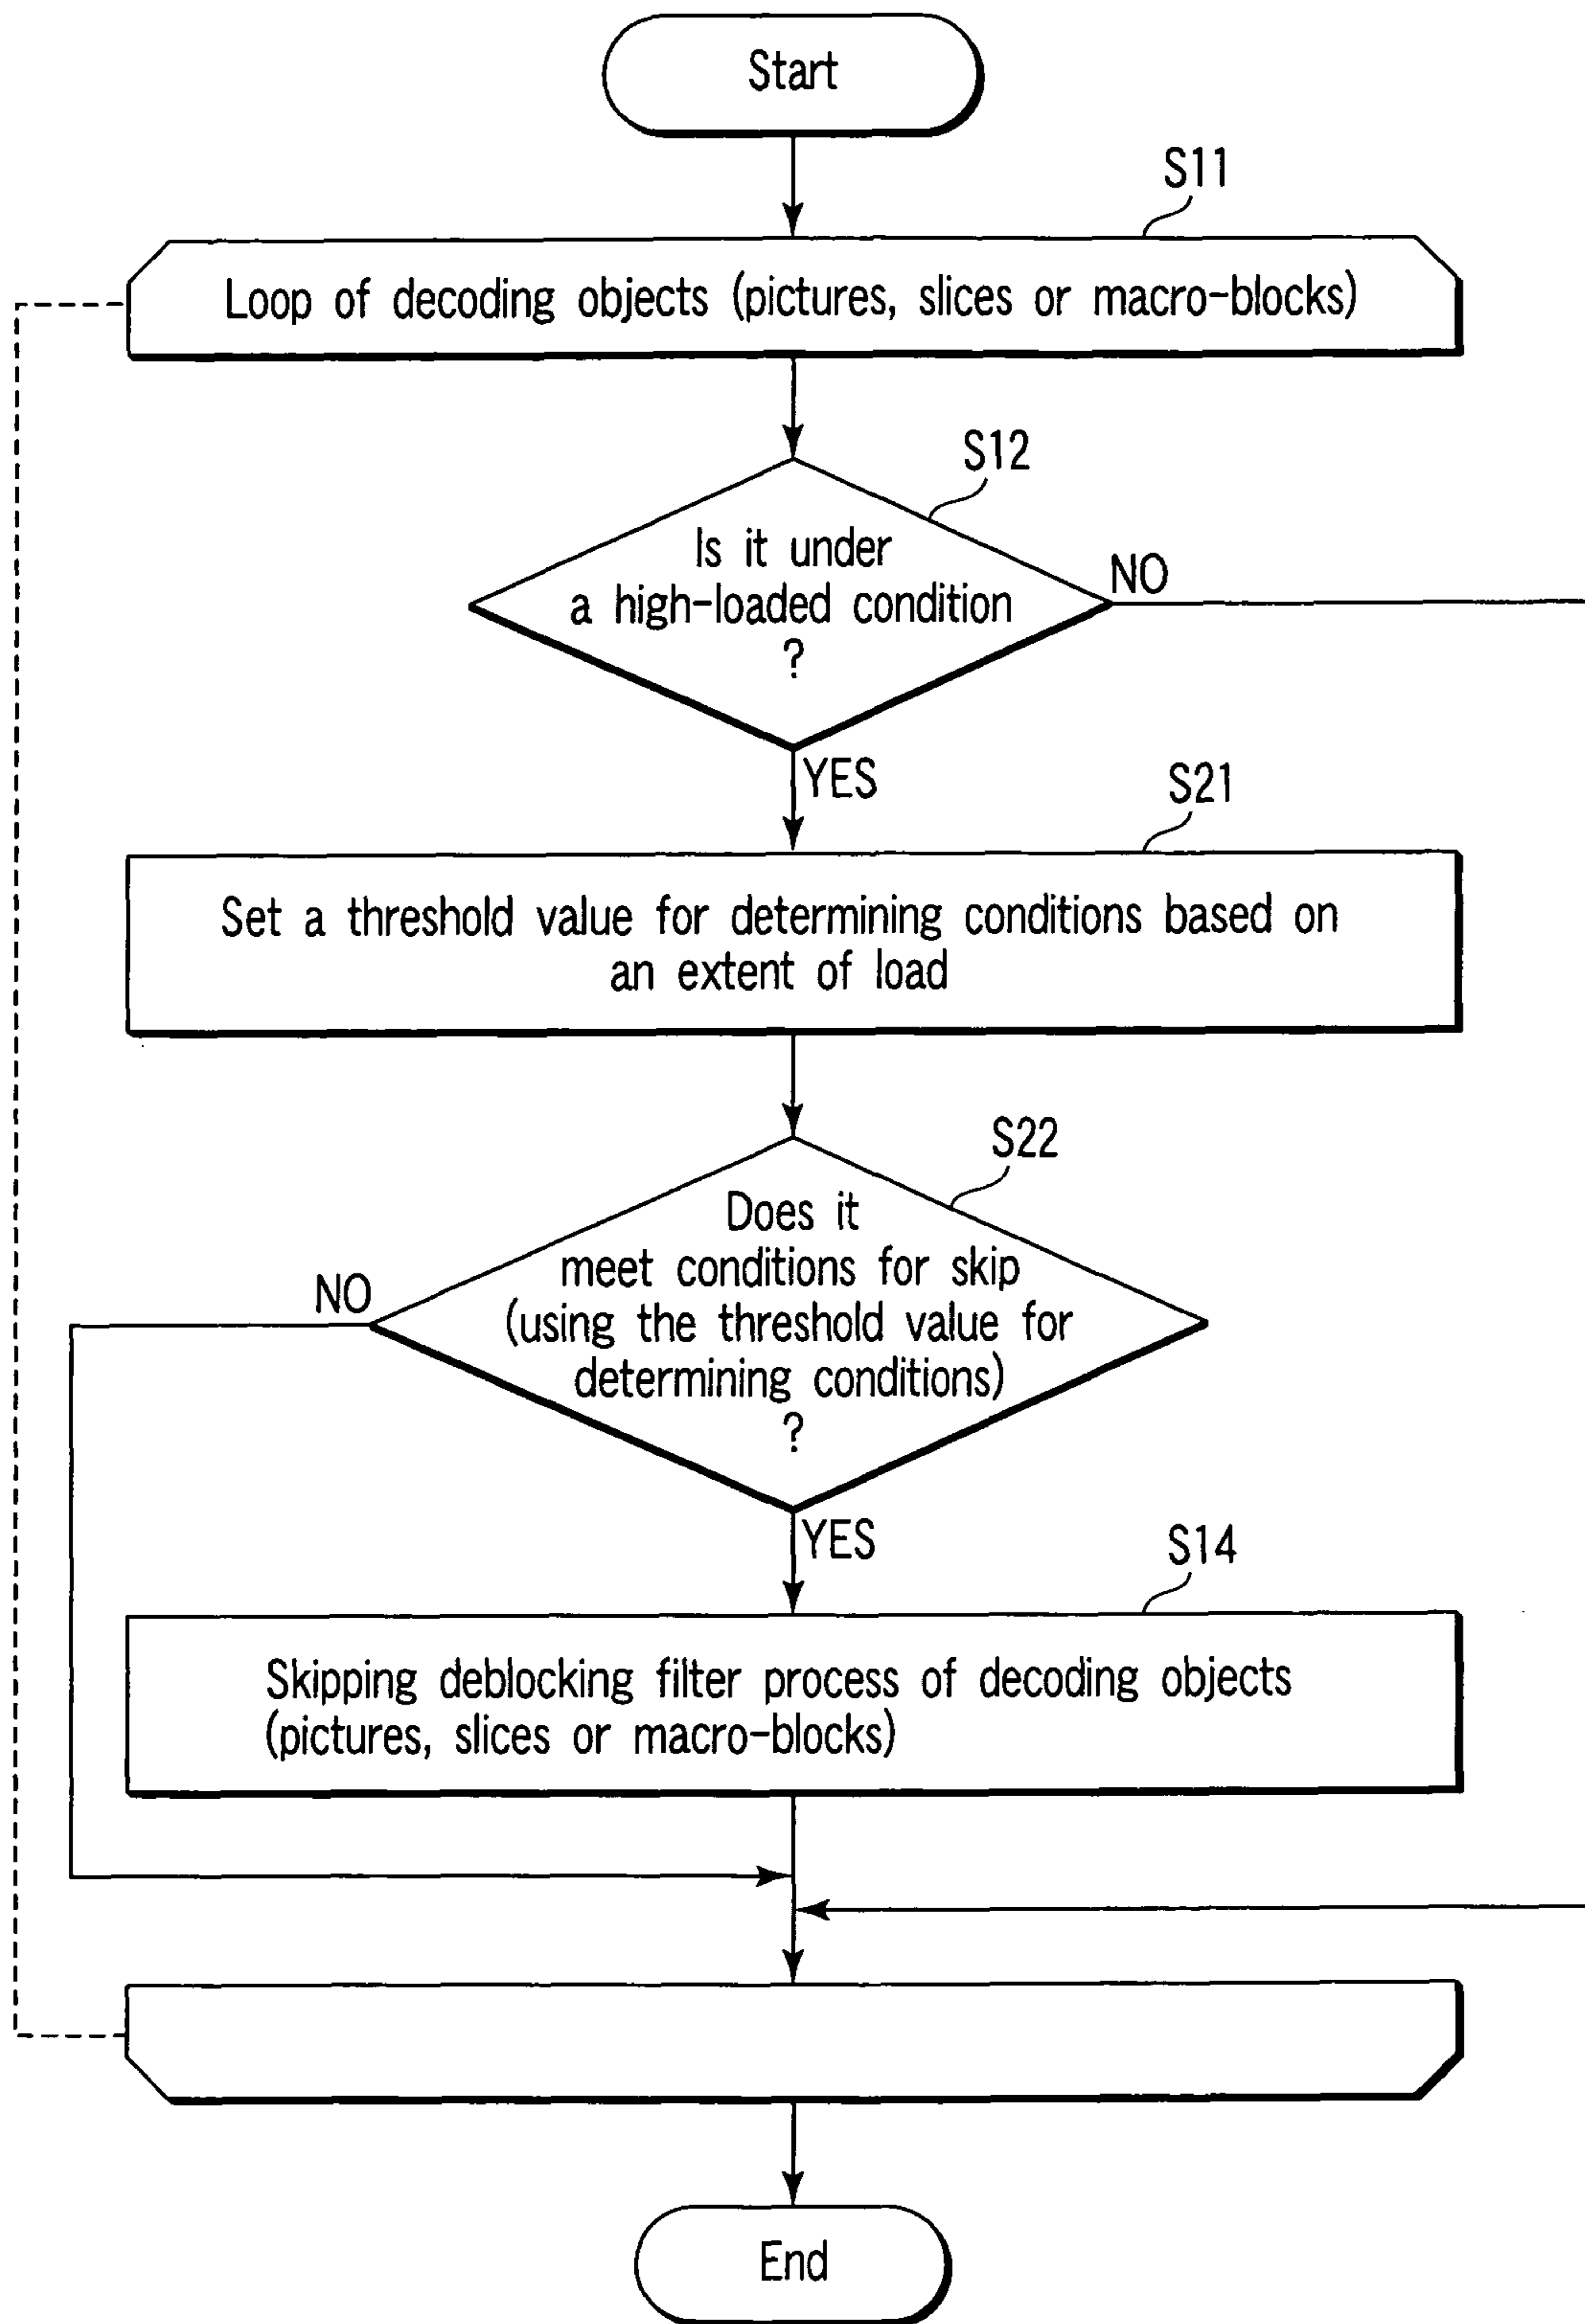 Start
S11
Loop of decoding objects (pictures, slices or macro-blocks)
S12
Is it under
a high-loaded condition
?
NO
YES
S21
Set a threshold value for determining conditions based on
an extent of load
S22
Does it
meet conditions for skip
(using the threshold value for
determining conditions)
?
NO
YES
S14
Skipping deblocking filter process of decoding objects
(pictures, slices or macro-blocks)
End